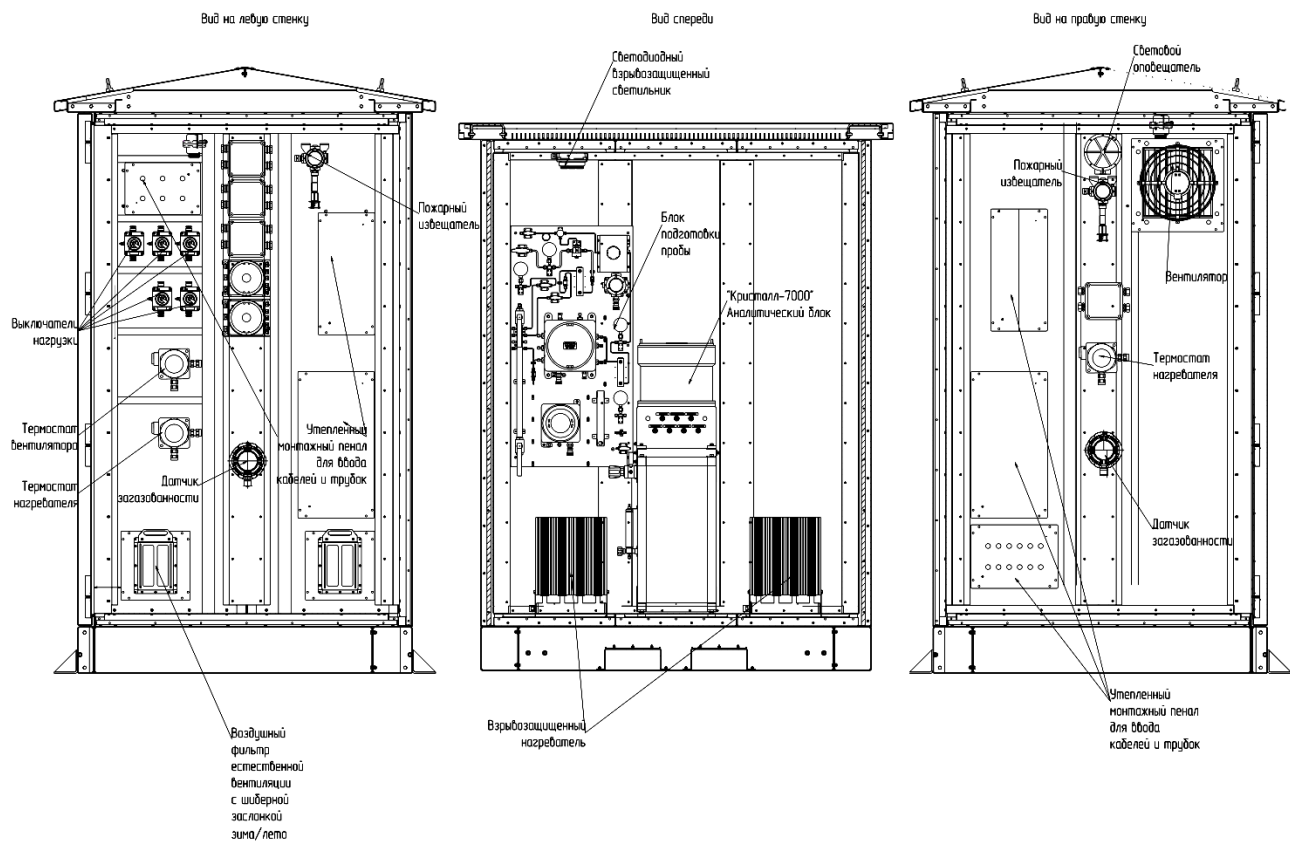 Вид на левую стенку
Вид спереди
Вид на правую стенку
Светодиодный
взрывозащищенный
светильник
Световой
оповещатель
Пожарный
извещатель
Блок
подготовки
пробы
"Кристалл-7000"
Аналитический блок
Пожарный
извещатель
Вентилятор
Выключатели
нагрузки
Термостат
нагревателя
Термостат
вентилятора
Термостат
нагревателя
Датчик
загазованности
Утепленный
монтажный пенал
для ввода
кабелей и трубок
Датчик
загазованности
Взрывозащищенный
нагреватель
Утепленный
монтажный пенал
для ввода
кабелей и трубок
Воздушный
фильтр
естественной
вентиляции
с шиберной
заслонкой
зима/лето